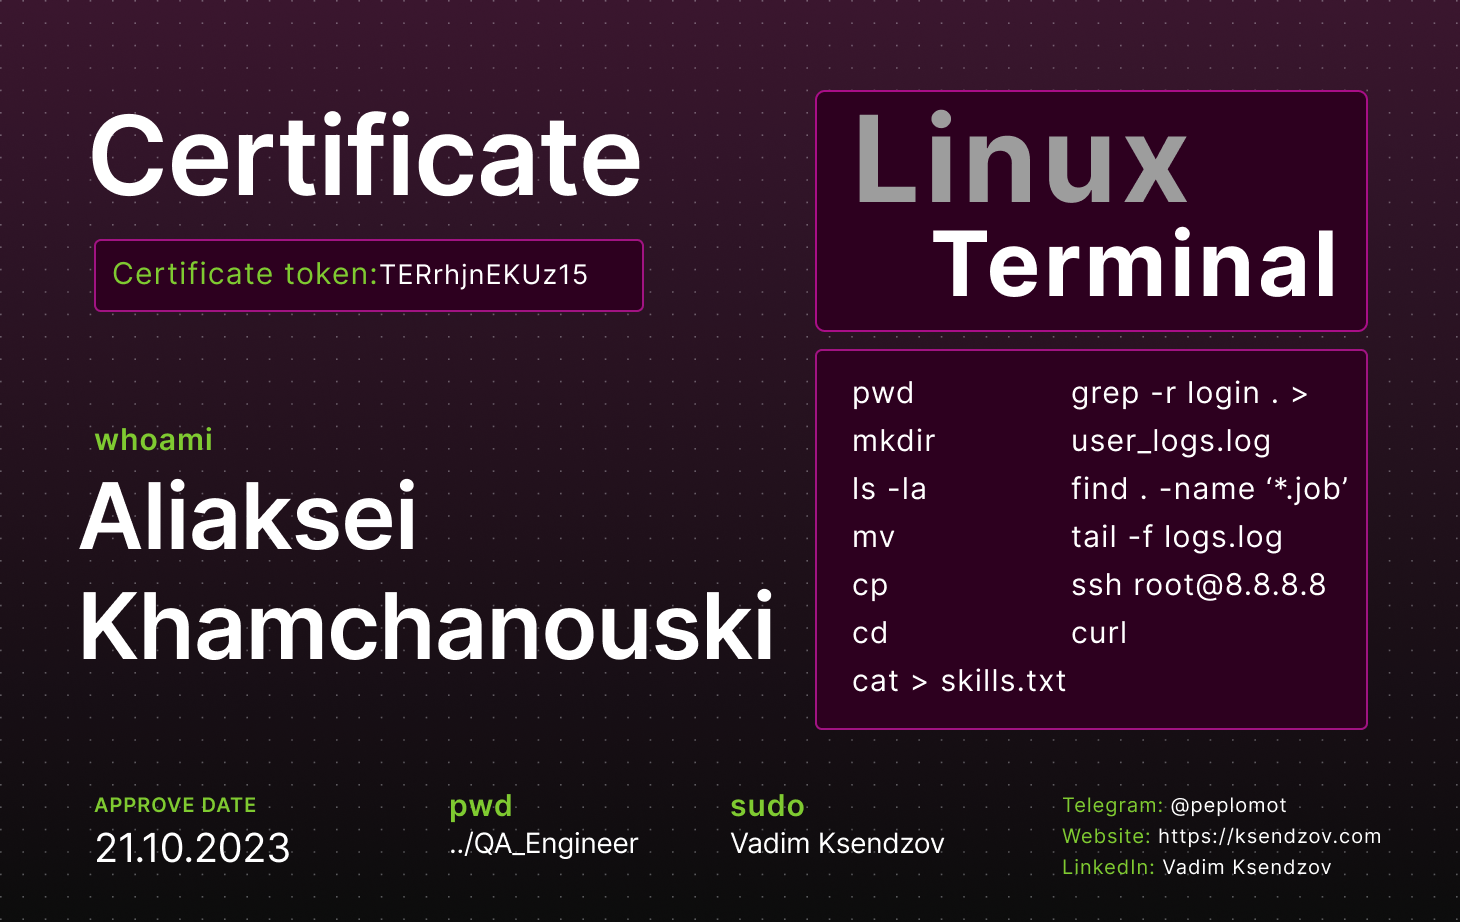 Certificate
Certificate token:TERrhjnEKUz15
whoami
Aliaksei
Khamchanouski
Linux
Terminal
pwd
mkdir
ls -la
mv
cp
cd
cat > skills.txt
grep -r login . >
user_logs.log
find . -name ‘*.job’
tail -f logs.log
ssh root@8.8.8.8
curl
APPROVE DATE
21.10.2023
pwd
../QA_Engineer
sudo
Vadim Ksendzov
Telegram: @peplomot
Website: https://ksendzov.com
LinkedIn: Vadim Ksendzov